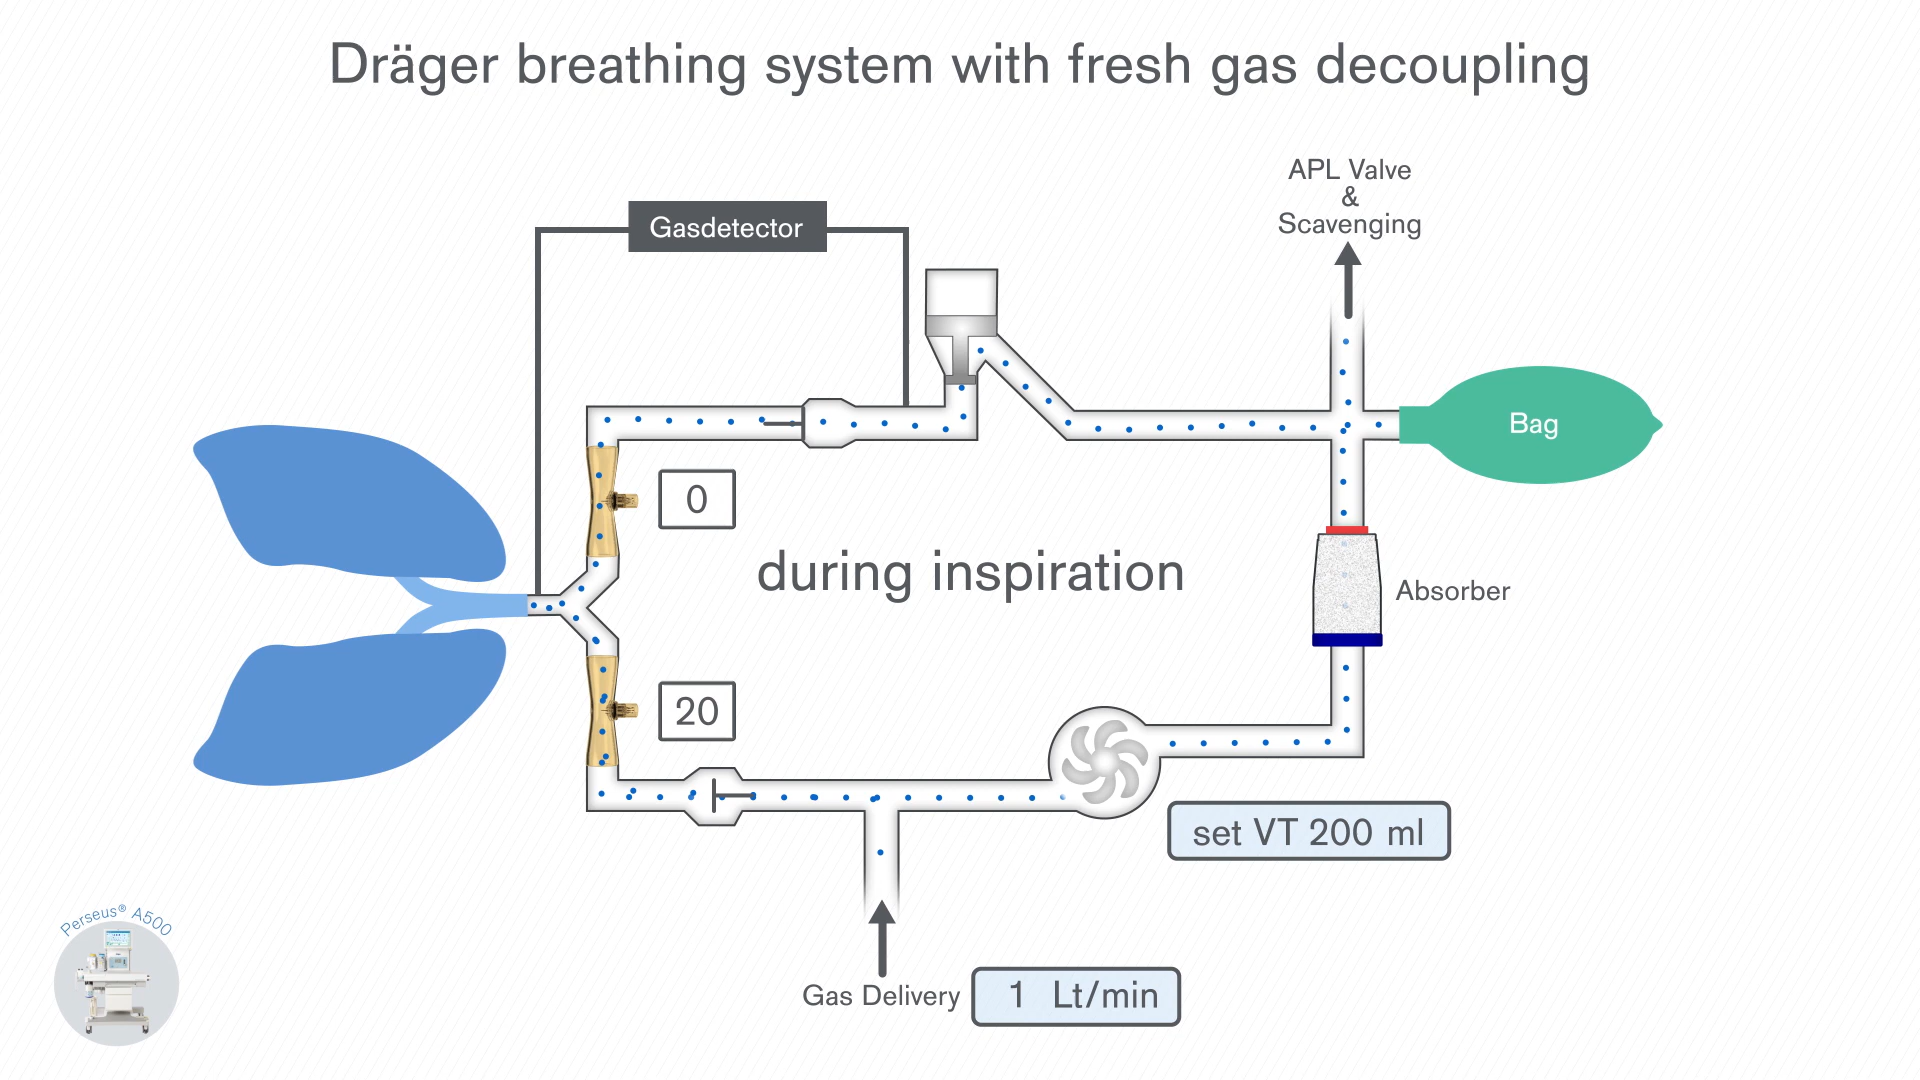 Dräger breathing system with fresh gas decoupling
APL Valve
&
Scavenging
Gasdetector
Bag
0
during inspiration
Absorber
20
set VT 200 ml
Perseus® A500
Gas Delivery
1 Lt/min